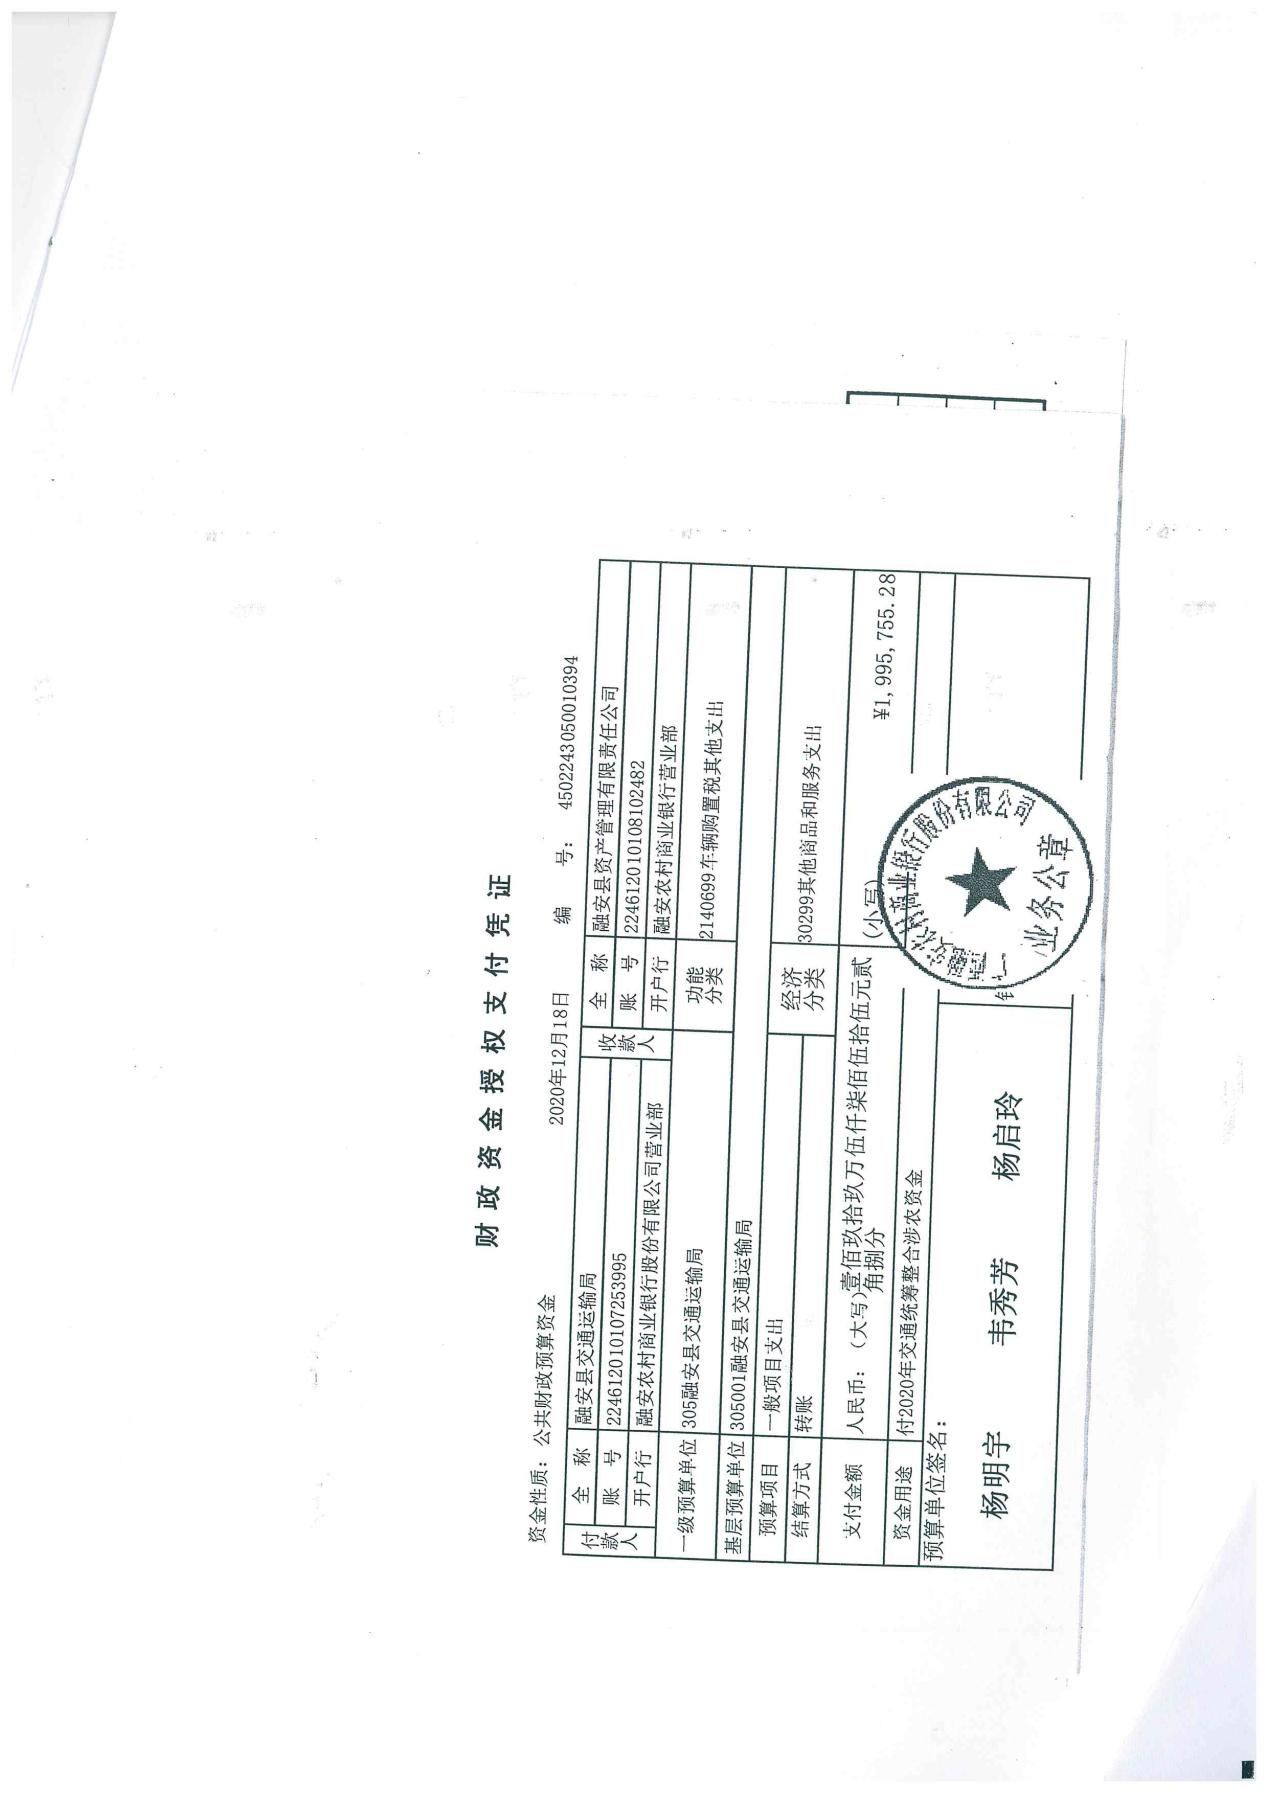 财政资金授权支付凭证
资金性质：公共财政预算资金 2020年12月18日 编 号：450224305001​0394
付款人 全 称 融安县交通运输局 收款人 全 称 融安县资产管理有限责任公司
账 号 224612010107253995 账 号 224612010108102482
开户行 融安农村商业银行股份有限公司营业部 开户行 融安农村商业银行营业部
一级预算单位 305融安县交通运输局 功能分类 2140699车辆购置税其他支出
基层预算单位 305001融安县交通运输局
预算项目 一般项目支出 经济分类 30299其他商品和服务支出
结算方式 转账
支付金额 人民币：（大写）壹佰玖拾玖万伍仟柒佰伍拾伍元贰 （小写） ¥1,995,755.28
角捌分
资金用途 付2020年交通统筹整合涉农资金
预算单位签名：
杨明宇 韦秀芳 杨启玲
商业银行股份有限公司
业务公章